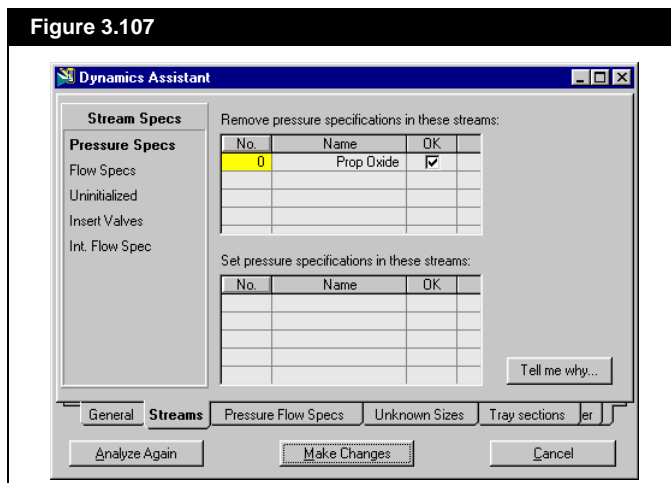 Figure 3.107
Dynamics Assistant
Stream Specs
Pressure Specs
Flow Specs
Uninitialized
Insert Valves
Int. Flow Spec
Remove pressure specifications in these streams:
No. Name OK
0 Prop Oxide
Set pressure specifications in these streams:
No. Name OK
Tell me why...
General Streams Pressure Flow Specs Unknown Sizes Tray sections er
Analyze Again Make Changes Cancel